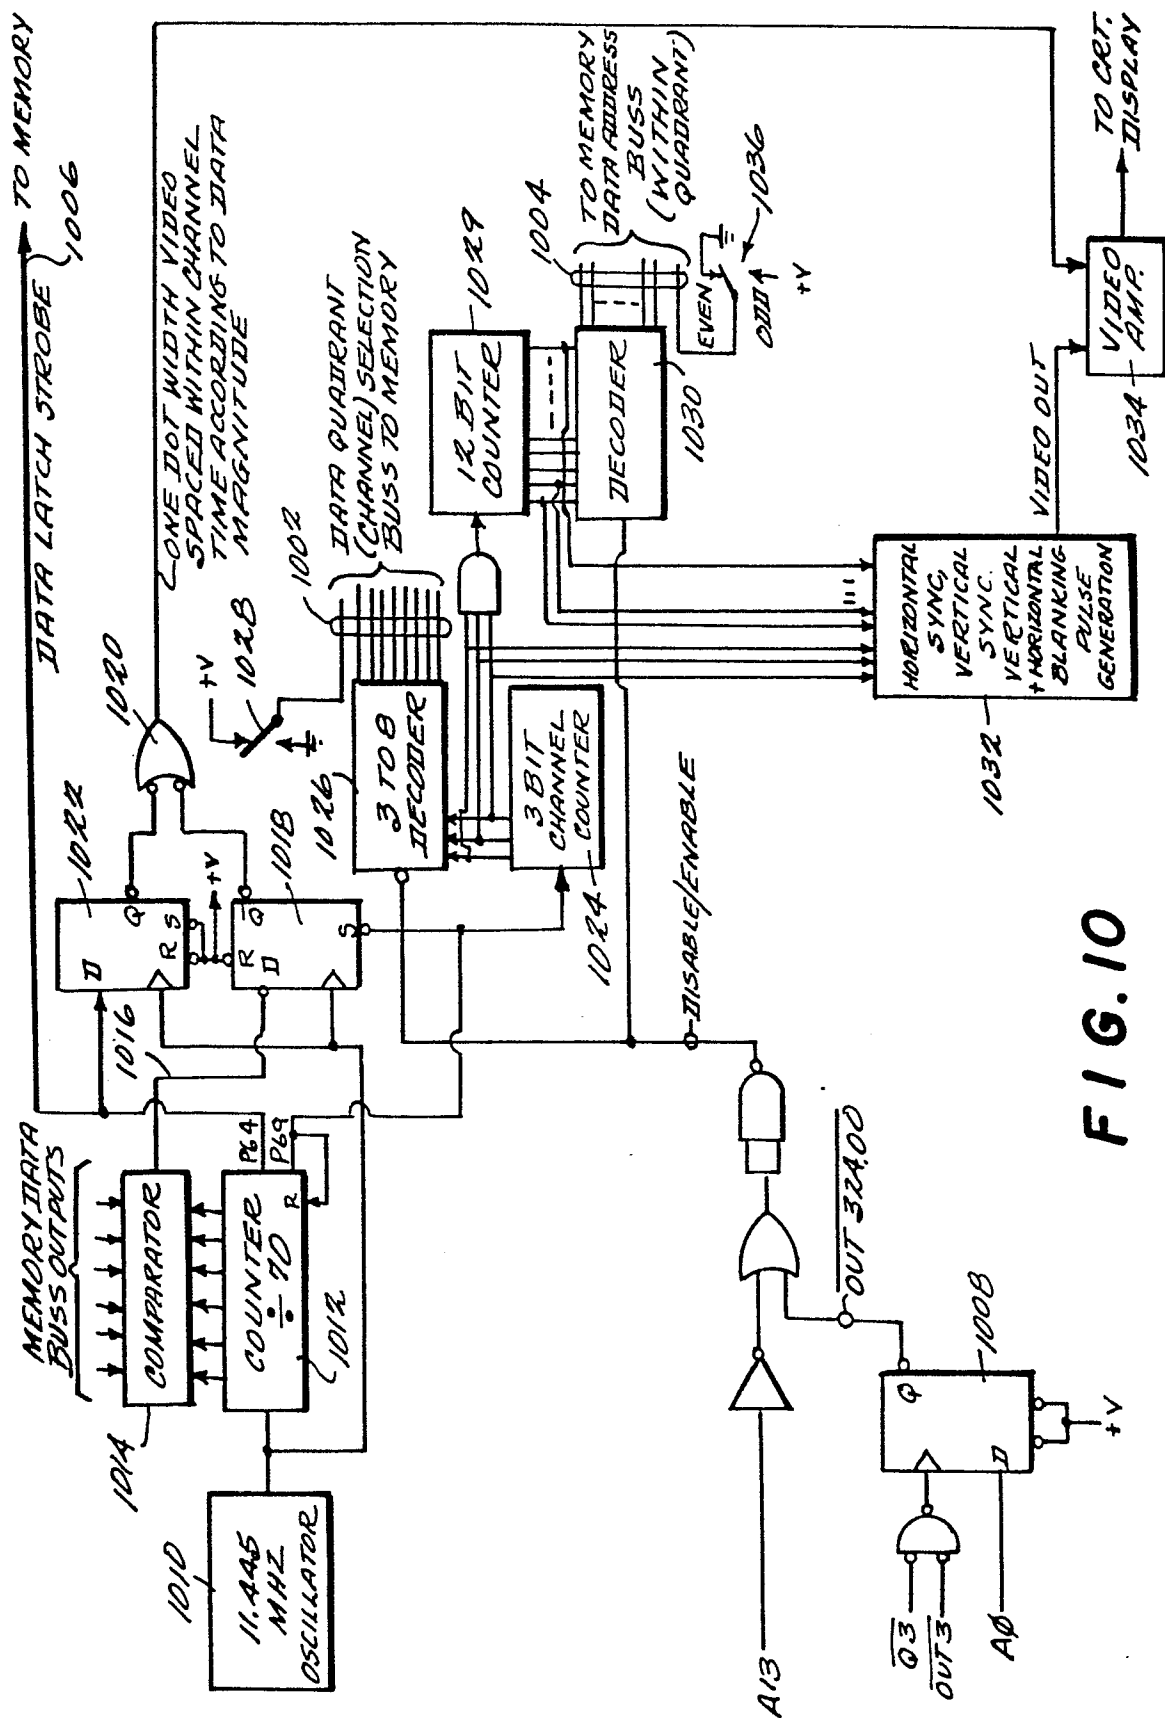 DATA LATCH STROBE
1006
TO MEMORY
MEMORY DATA
BUSS OUTPUTS
1014
COMPARATOR
1016
1010
11.445
MHZ
OSCILLATOR
COUNTER
÷ 70
1012
P64
P69
R
1022
D
Q
R
S
+V
R
Q
D
S
1018
1020
ONE DOT WIDTH VIDEO
SPACED WITHIN CHANNEL
TIME ACCORDING TO DATA
MAGNITUDE
+V
1028
1026
3 TO 8
DECODER
1002
DATA QUADRANT
(CHANNEL) SELECTION
BUSS TO MEMORY
1024
3 BIT
CHANNEL
COUNTER
12 BIT
COUNTER
1029
DECODER
1030
1004
TO MEMORY
DATA ADDRESS
BUSS
(WITHIN
QUADRANT)
EVEN
ODD
+V
1036
DISABLE/ENABLE
A13
OUT 324.00
Q3
OUT3
A0
Q
D
1008
+V
1032
HORIZONTAL
SYNC,
VERTICAL
SYNC.
VERTICAL
+ HORIZONTAL
BLANKING
PULSE
GENERATION
VIDEO OUT
1034
VIDEO
AMP.
TO CRT.
DISPLAY
FIG. 10